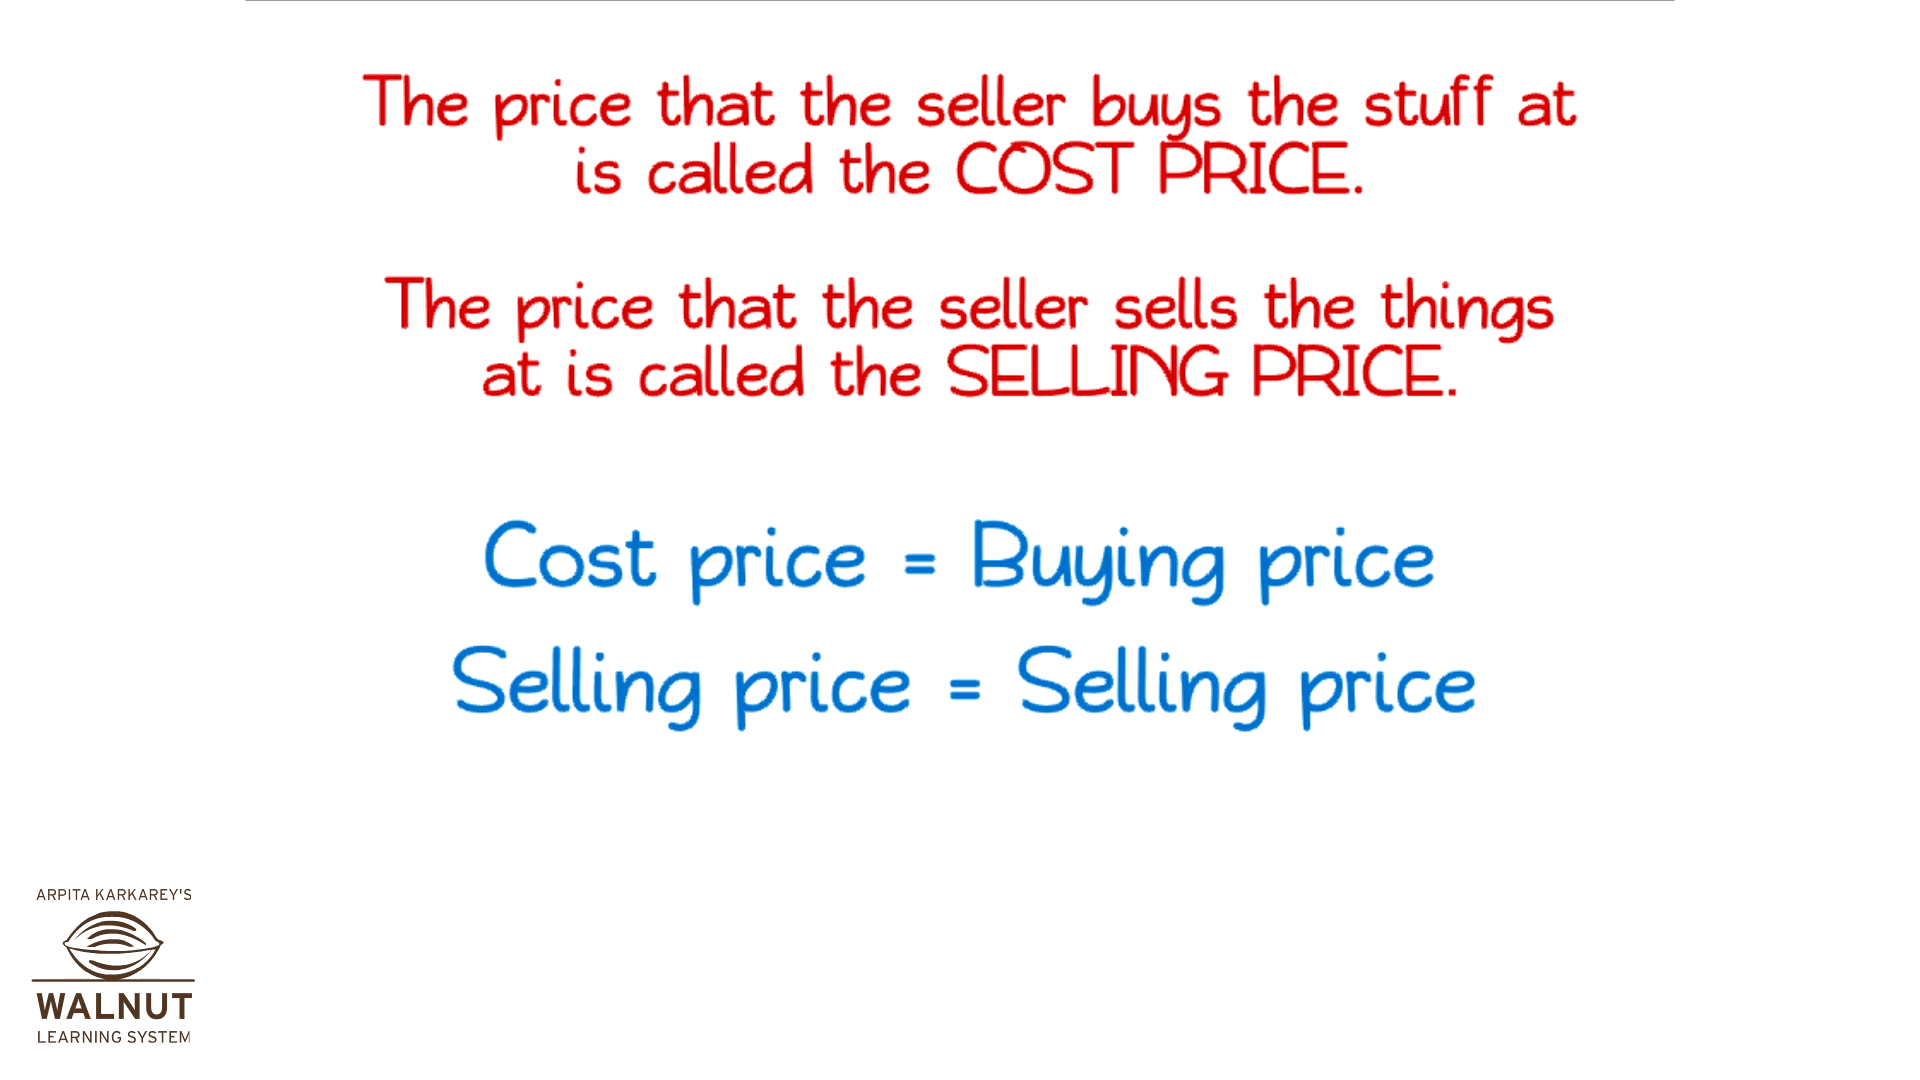 The price that the seller buys the stuff at
is called the COST PRICE.
The price that the seller sells the things
at is called the SELLING PRICE.
Cost price = Buying price
Selling price = Selling price
ARPITA KARKAREY'S
WALNUT
LEARNING SYSTEM